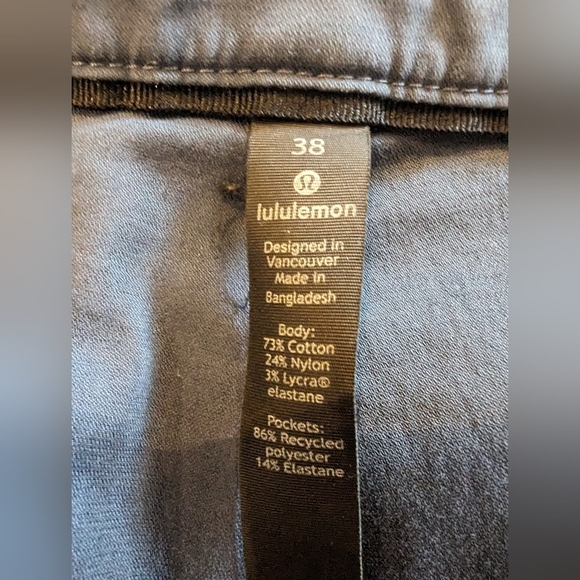 38
lululemon
Designed in
Vancouver
Made in
Bangladesh
Body:
73% Cotton
24% Nylon
3% Lycra®
elastane
Pockets:
86% Recycled
polyester
14% Elastane